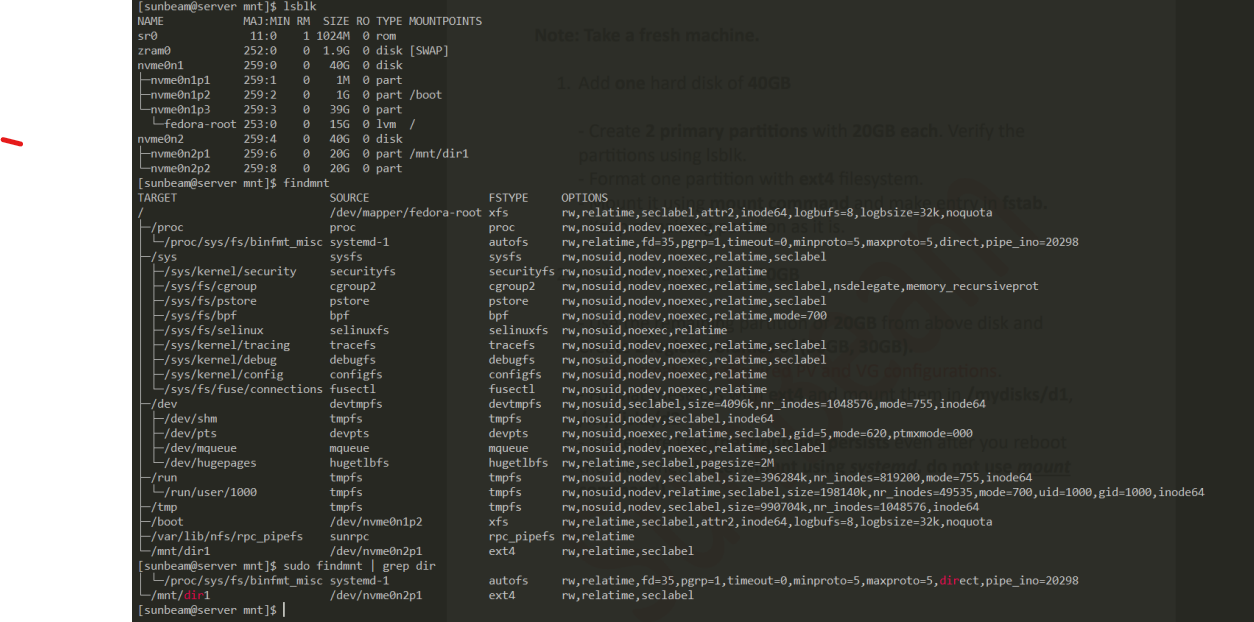 [sunbeam@server mnt]$ lsblk
NAME MAJ:MIN RM SIZE RO TYPE MOUNTPOINTS
sr0 11:0 1 1024M 0 rom
zram0 252:0 0 1.9G 0 disk [SWAP]
nvme0n1 259:0 0 40G 0 disk
├─nvme0n1p1 259:1 0 1M 0 part
├─nvme0n1p2 259:2 0 1G 0 part /boot
└─nvme0n1p3 259:3 0 39G 0 part
└─fedora-root 253:0 0 15G 0 lvm /
nvme0n2 259:4 0 40G 0 disk
├─nvme0n2p1 259:6 0 20G 0 part /mnt/dir1
└─nvme0n2p2 259:8 0 20G 0 part
[sunbeam@server mnt]$ findmnt
TARGET SOURCE FSTYPE OPTIONS
/ /dev/mapper/fedora-root xfs rw,relatime,seclabel,attr2,inode64,logbufs=8,logbsize=32k,noquota
├─/proc proc proc rw,nosuid,nodev,noexec,relatime
│ └─/proc/sys/fs/binfmt_misc systemd-1 autofs rw,relatime,fd=35,pgrp=1,timeout=0,minproto=5,maxproto=5,direct,pipe_ino=20298
├─/sys sysfs sysfs rw,nosuid,nodev,noexec,relatime,seclabel
│ ├─/sys/kernel/security securityfs securityfs rw,nosuid,nodev,noexec,relatime
│ ├─/sys/fs/cgroup cgroup2 cgroup2 rw,nosuid,nodev,noexec,relatime,seclabel,nsdelegate,memory_recursiveprot
│ ├─/sys/fs/pstore pstore pstore rw,nosuid,nodev,noexec,relatime,seclabel
│ ├─/sys/fs/bpf bpf bpf rw,nosuid,nodev,noexec,relatime,mode=700
│ ├─/sys/fs/selinux selinuxfs selinuxfs rw,nosuid,noexec,relatime
│ ├─/sys/kernel/tracing tracefs tracefs rw,nosuid,nodev,noexec,relatime,seclabel
│ ├─/sys/kernel/debug debugfs debugfs rw,nosuid,nodev,noexec,relatime,seclabel
│ ├─/sys/kernel/config configfs configfs rw,nosuid,nodev,noexec,relatime
│ └─/sys/fs/fuse/connections fusectl fusectl rw,nosuid,nodev,noexec,relatime
├─/dev devtmpfs devtmpfs rw,nosuid,seclabel,size=4096k,nr_inodes=1048576,mode=755,inode64
│ ├─/dev/shm tmpfs tmpfs rw,nosuid,nodev,seclabel,inode64
│ ├─/dev/pts devpts devpts rw,nosuid,noexec,relatime,seclabel,gid=5,mode=620,ptmxmode=000
│ ├─/dev/mqueue mqueue mqueue rw,nosuid,nodev,noexec,relatime,seclabel
│ └─/dev/hugepages hugetlbfs hugetlbfs rw,relatime,seclabel,pagesize=2M
├─/run tmpfs tmpfs rw,nosuid,nodev,seclabel,size=396284k,nr_inodes=819200,mode=755,inode64
│ └─/run/user/1000 tmpfs tmpfs rw,nosuid,nodev,relatime,seclabel,size=198140k,nr_inodes=49535,mode=700,uid=1000,gid=1000,inode64
├─/tmp tmpfs tmpfs rw,nosuid,nodev,seclabel,size=990704k,nr_inodes=1048576,inode64
├─/boot /dev/nvme0n1p2 xfs rw,relatime,seclabel,attr2,inode64,logbufs=8,logbsize=32k,noquota
├─/var/lib/nfs/rpc_pipefs sunrpc rpc_pipefs rw,relatime
└─/mnt/dir1 /dev/nvme0n2p1 ext4 rw,relatime,seclabel
[sunbeam@server mnt]$ sudo findmnt | grep dir
│ └─/proc/sys/fs/binfmt_misc systemd-1 autofs rw,relatime,fd=35,pgrp=1,timeout=0,minproto=5,maxproto=5,direct,pipe_ino=20298
└─/mnt/dir1 /dev/nvme0n2p1 ext4 rw,relatime,seclabel
[sunbeam@server mnt]$
Note: Take a fresh machine.
1. Add one hard disk of 40GB
- Create 2 primary partitions with 20GB each. Verify the
partitions using lsblk
- Format one partition with ext4 filesystem.